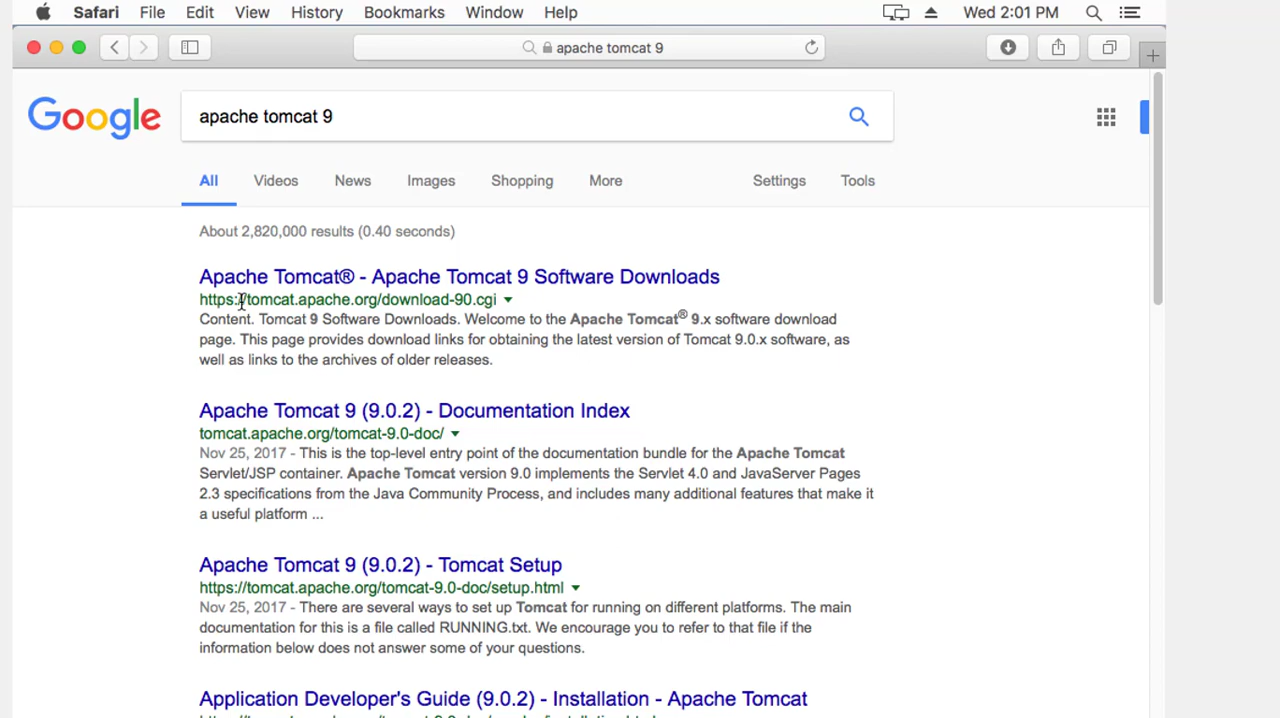 Safari File Edit View History Bookmarks Window Help Wed 2:01 PM
apache tomcat 9
Google apache tomcat 9
All Videos News Images Shopping More Settings Tools
About 2,820,000 results (0.40 seconds)
Apache Tomcat® - Apache Tomcat 9 Software Downloads
https://tomcat.apache.org/download-90.cgi
Content. Tomcat 9 Software Downloads. Welcome to the Apache Tomcat® 9.x software download
page. This page provides download links for obtaining the latest version of Tomcat 9.0.x software, as
well as links to the archives of older releases.
Apache Tomcat 9 (9.0.2) - Documentation Index
tomcat.apache.org/tomcat-9.0-doc/
Nov 25, 2017 - This is the top-level entry point of the documentation bundle for the Apache Tomcat
Servlet/JSP container. Apache Tomcat version 9.0 implements the Servlet 4.0 and JavaServer Pages
2.3 specifications from the Java Community Process, and includes many additional features that make it
a useful platform ...
Apache Tomcat 9 (9.0.2) - Tomcat Setup
https://tomcat.apache.org/tomcat-9.0-doc/setup.html
Nov 25, 2017 - There are several ways to set up Tomcat for running on different platforms. The main
documentation for this is a file called RUNNING.txt. We encourage you to refer to that file if the
information below does not answer some of your questions.
Application Developer's Guide (9.0.2) - Installation - Apache Tomcat